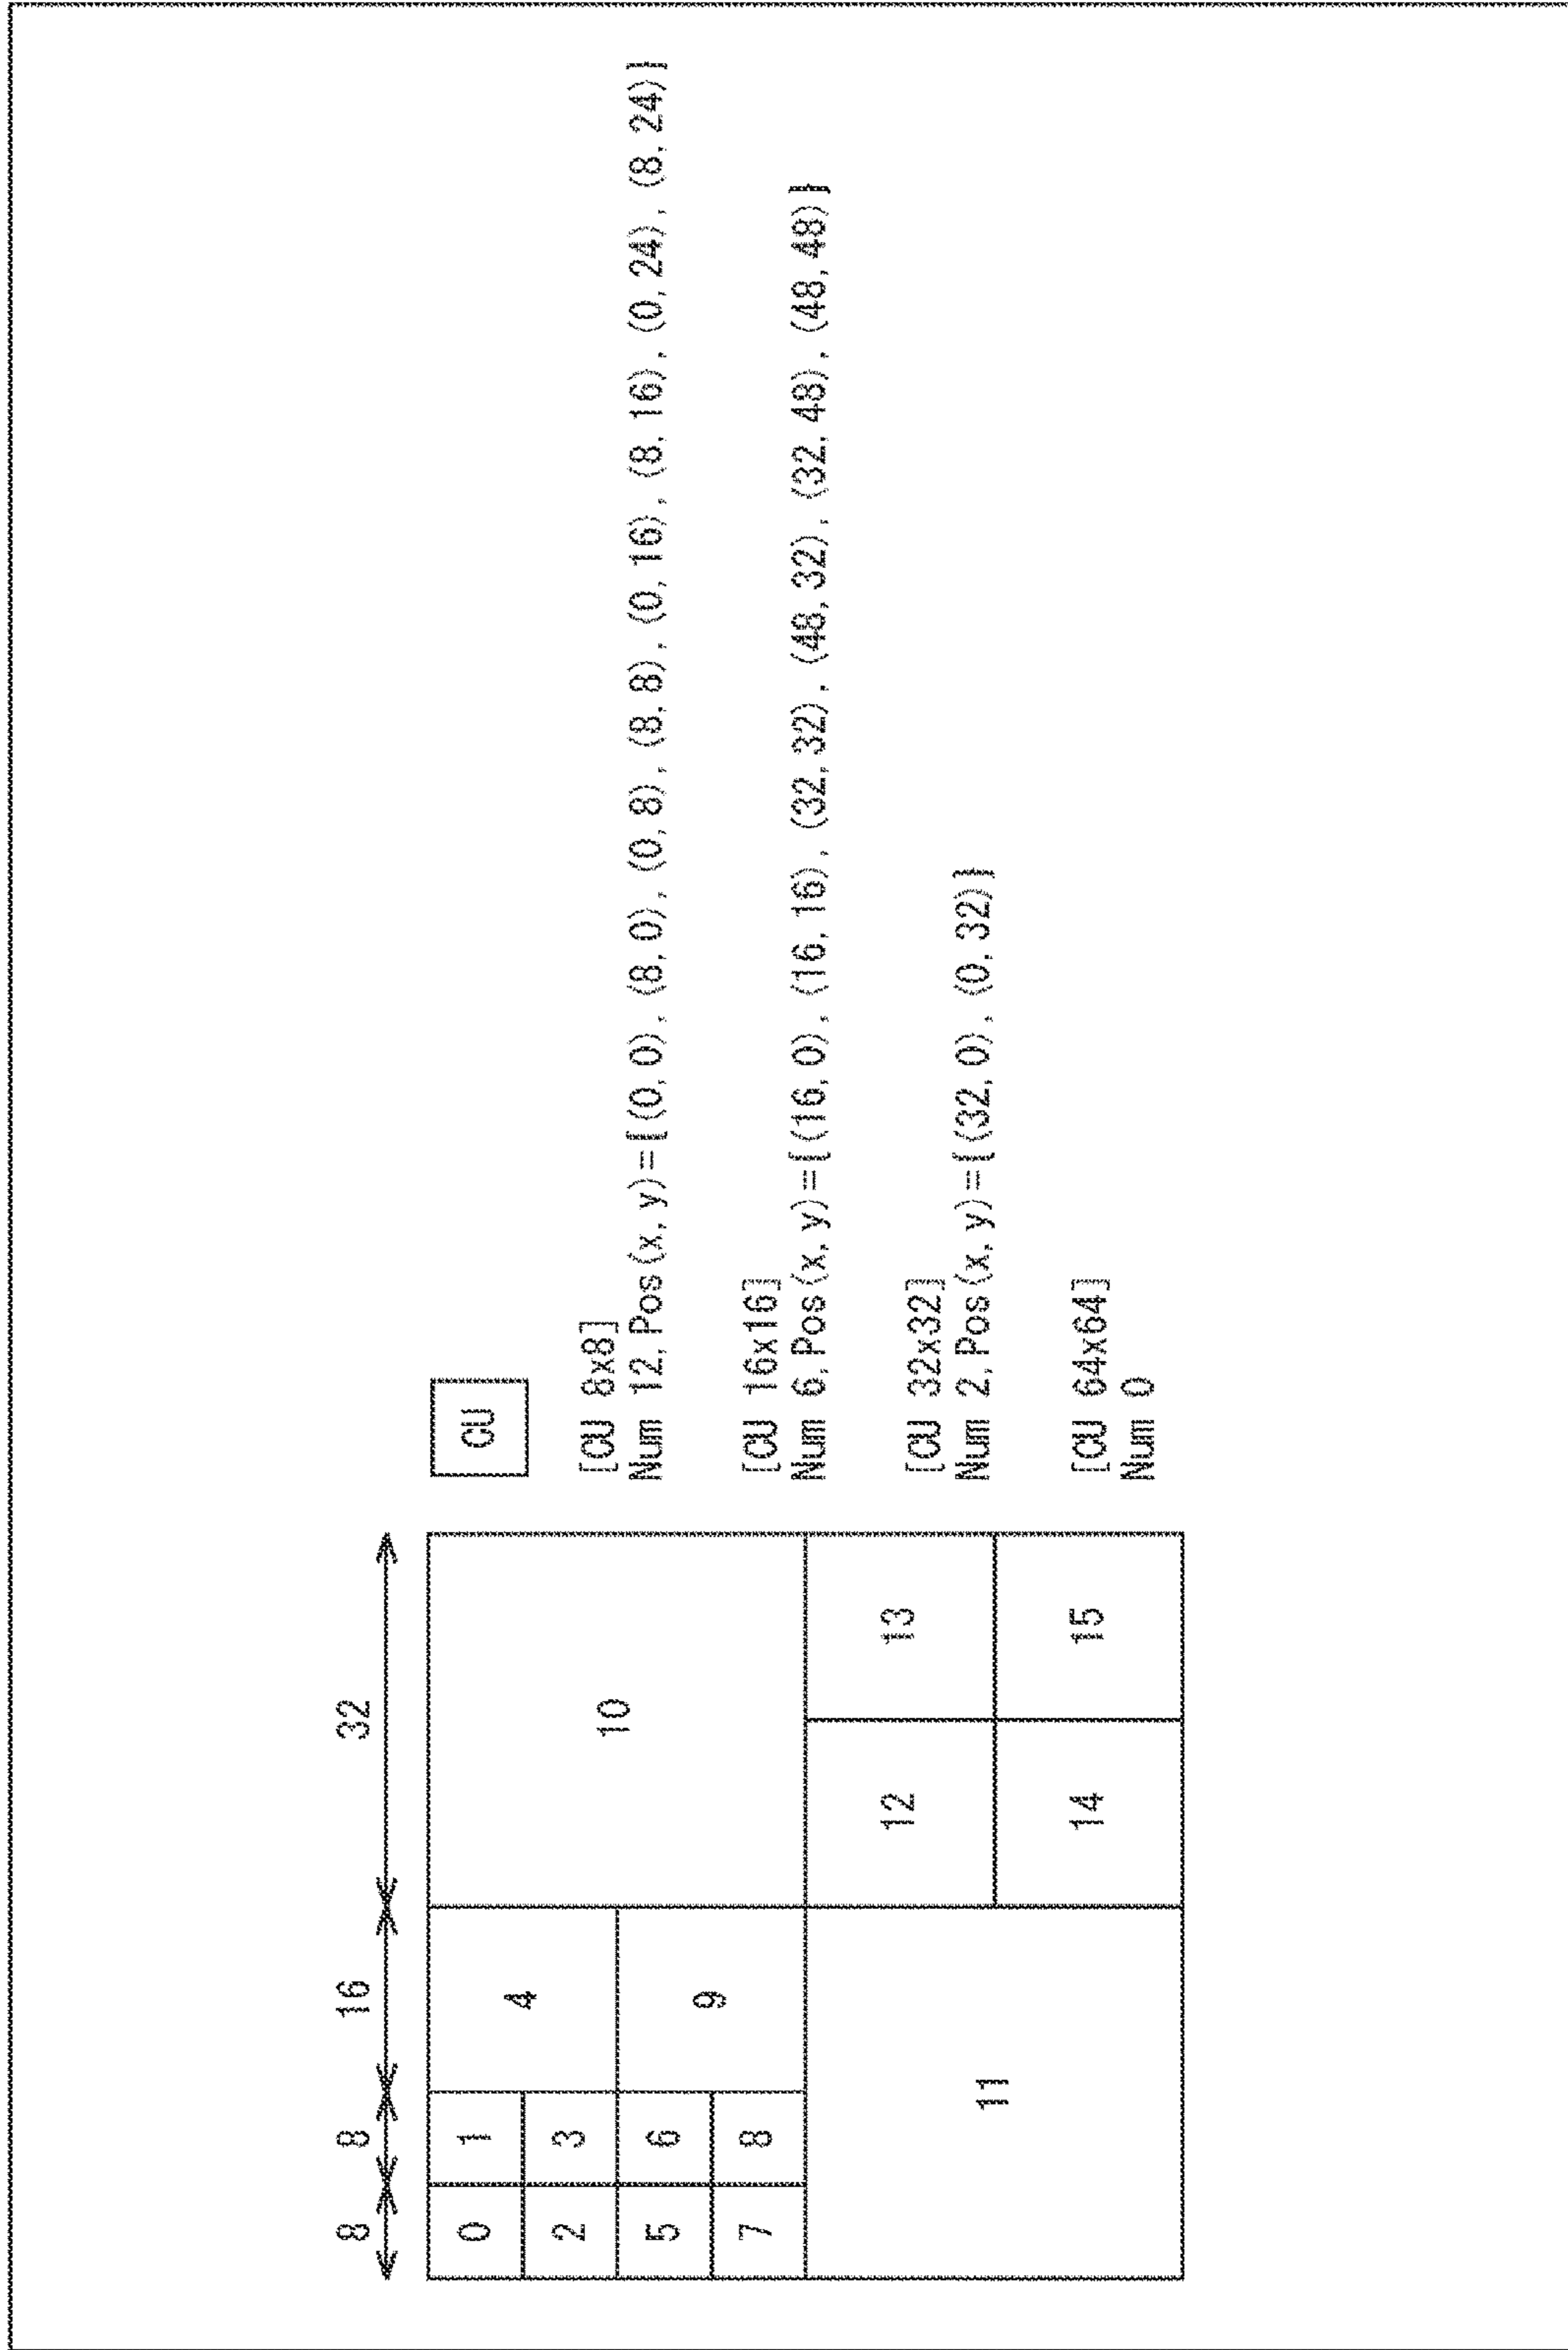 8 8 16 32
0 1 4 10
2 3
5 6 9
7 8
11 12 13
14 15
CU
[CU 8x8]
Num 12, Pos(x, y)=[(0, 0), (8, 0), (0, 8), (8, 8), (0, 16), (8, 16), (0, 24), (8, 24)]
[CU 16x16]
Num 6, Pos(x, y)=[(16, 0), (16, 16), (32, 32), (48, 32), (32, 48), (48, 48)]
[CU 32x32]
Num 2, Pos(x, y)=[(32, 0), (0, 32)]
[CU 64x64]
Num 0